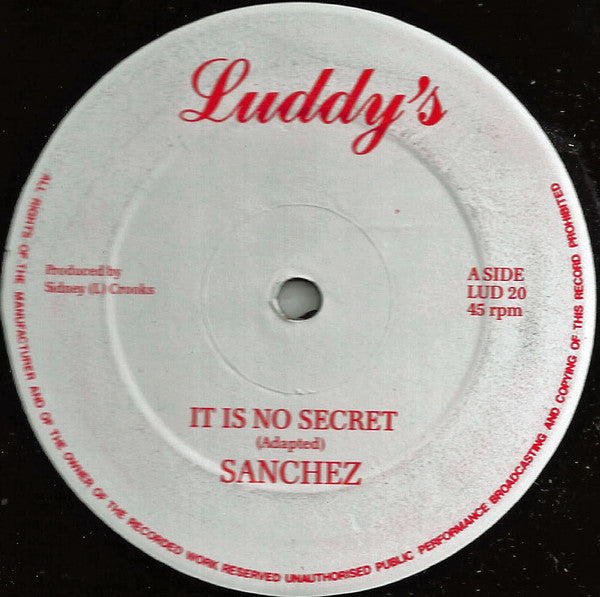 Luddy's
Produced by
Sidney (L) Crooks
A SIDE
LUD 20
45 rpm
IT IS NO SECRET
(Adapted)
SANCHEZ
ALL RIGHTS OF THE MANUFACTURER AND OF THE OWNER OF THE RECORDED WORK RESERVED UNAUTHORISED PUBLIC PERFORMANCE BROADCASTING AND COPYING OF THIS RECORD PROHIBITED